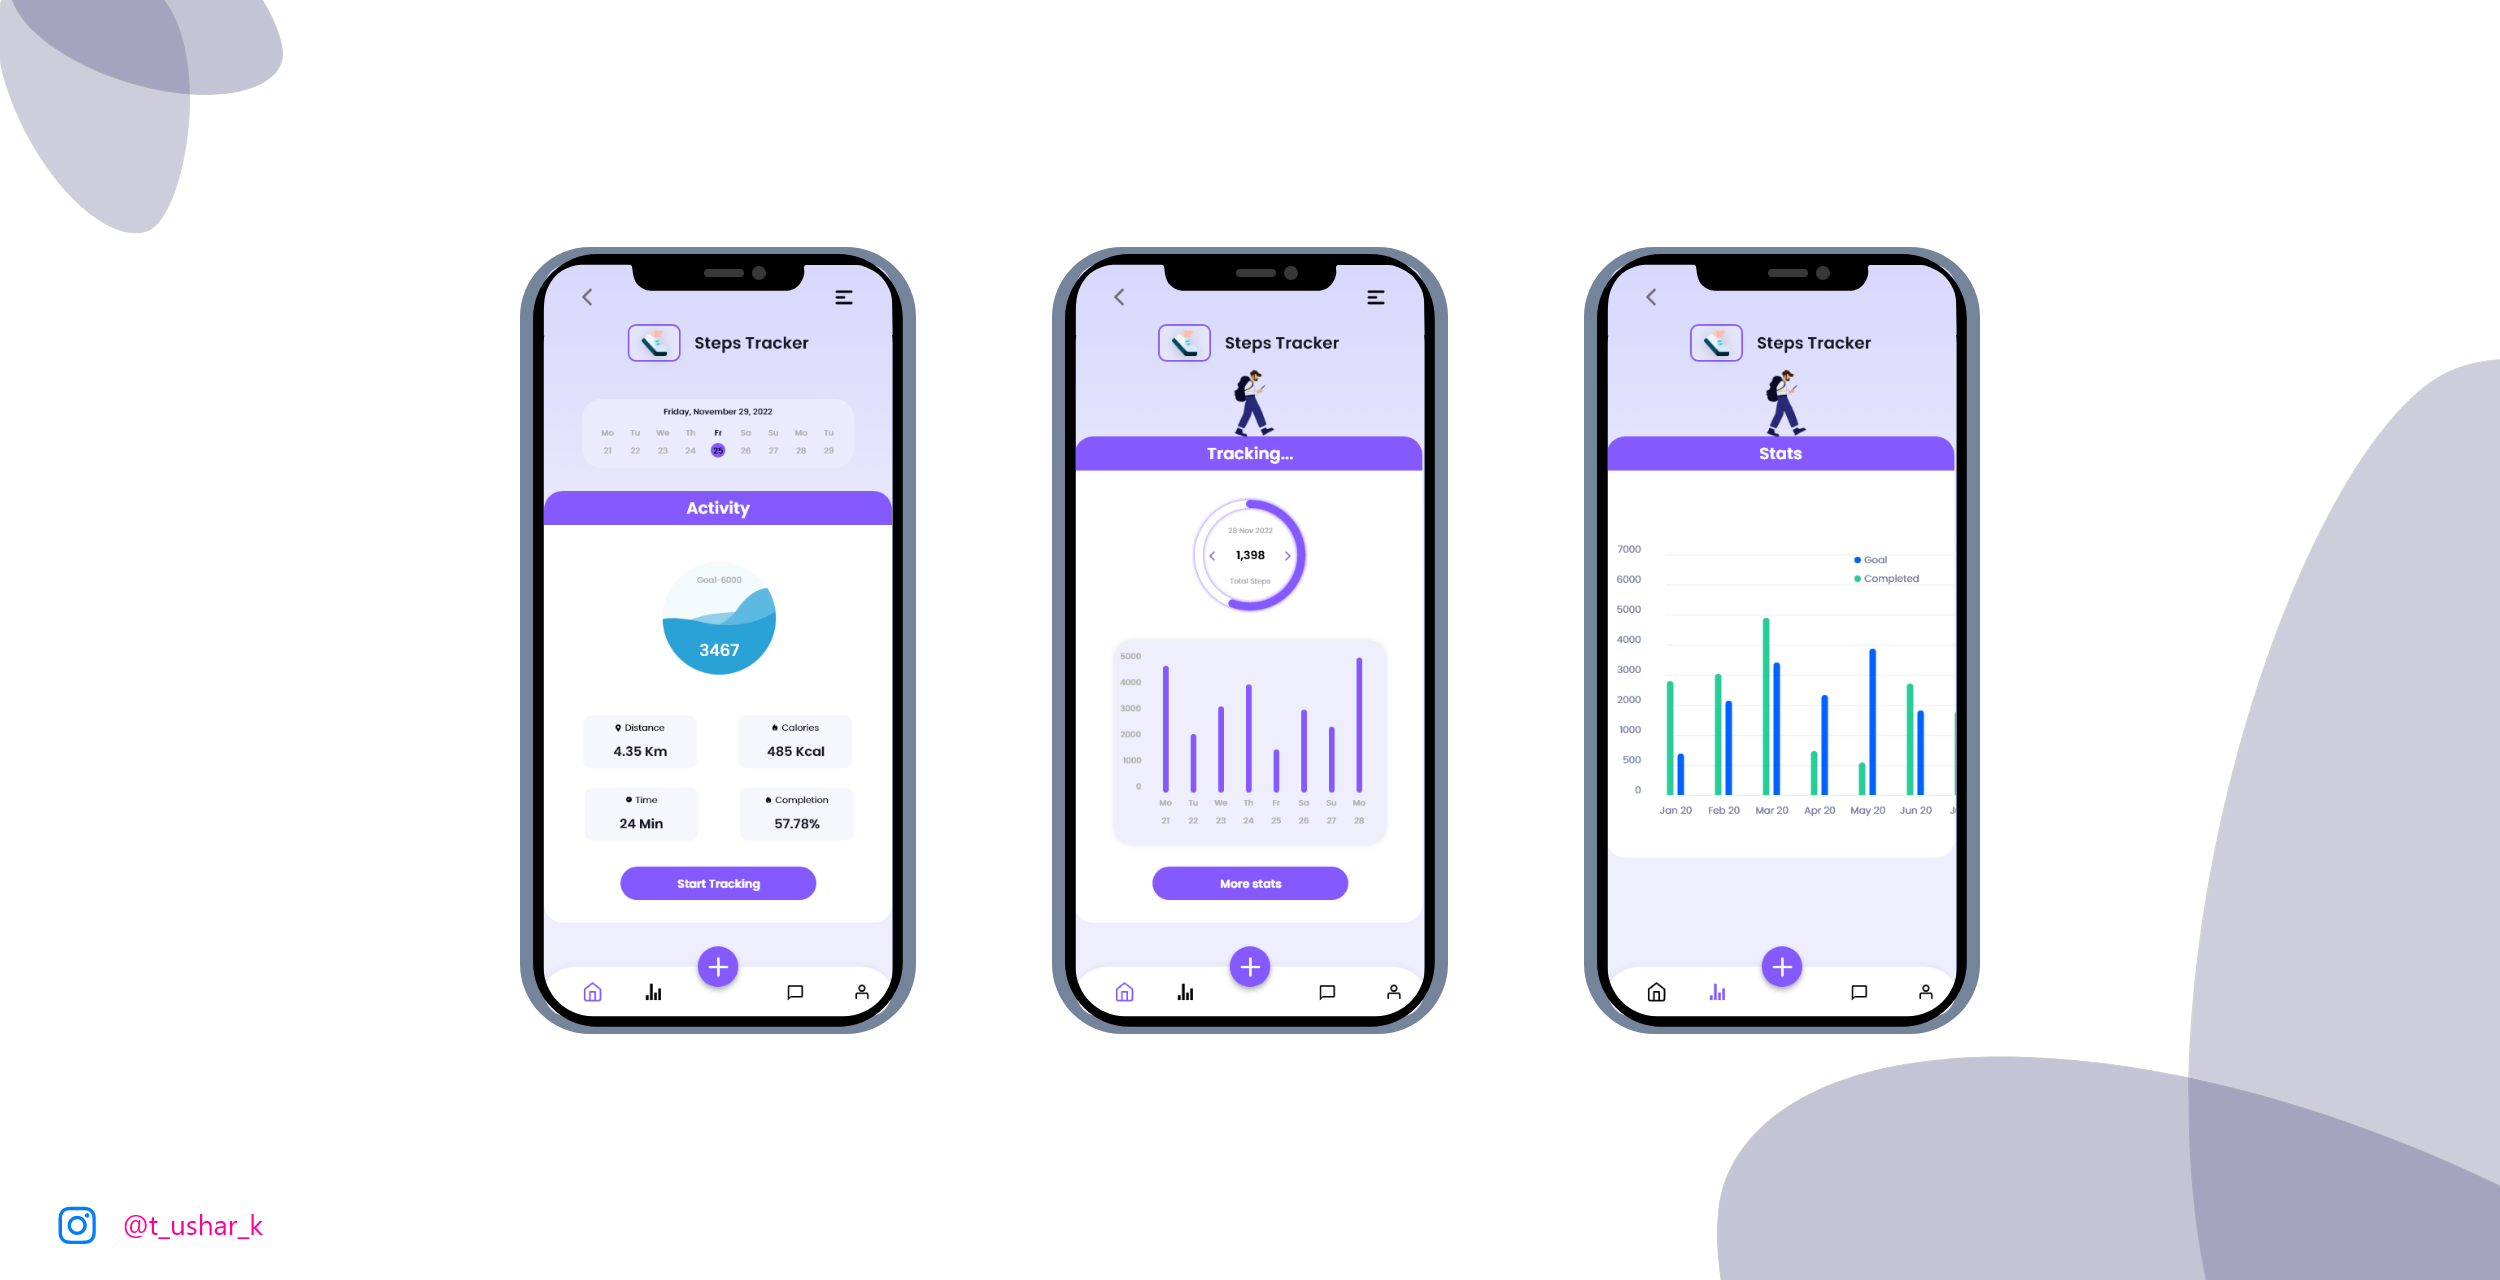 Steps Tracker
Friday, November 29, 2022
Mo Tu We Th Fr Sa Su Mo Tu
21 22 23 24 25 26 27 28 29
Activity
Goal-6000
3467
Distance
4.35 Km
Calories
485 Kcal
Time
24 Min
Completion
57.78%
Start Tracking
Steps Tracker
Tracking...
28 Nov 2022
1,398
Total Steps
5000
4000
3000
2000
1000
0
Mo Tu We Th Fr Sa Su Mo
21 22 23 24 25 26 27 28
More stats
Steps Tracker
Stats
Goal
Completed
7000
6000
5000
4000
3000
2000
1000
500
0
Jan 20 Feb 20 Mar 20 Apr 20 May 20 Jun 20
@t_ushar_k